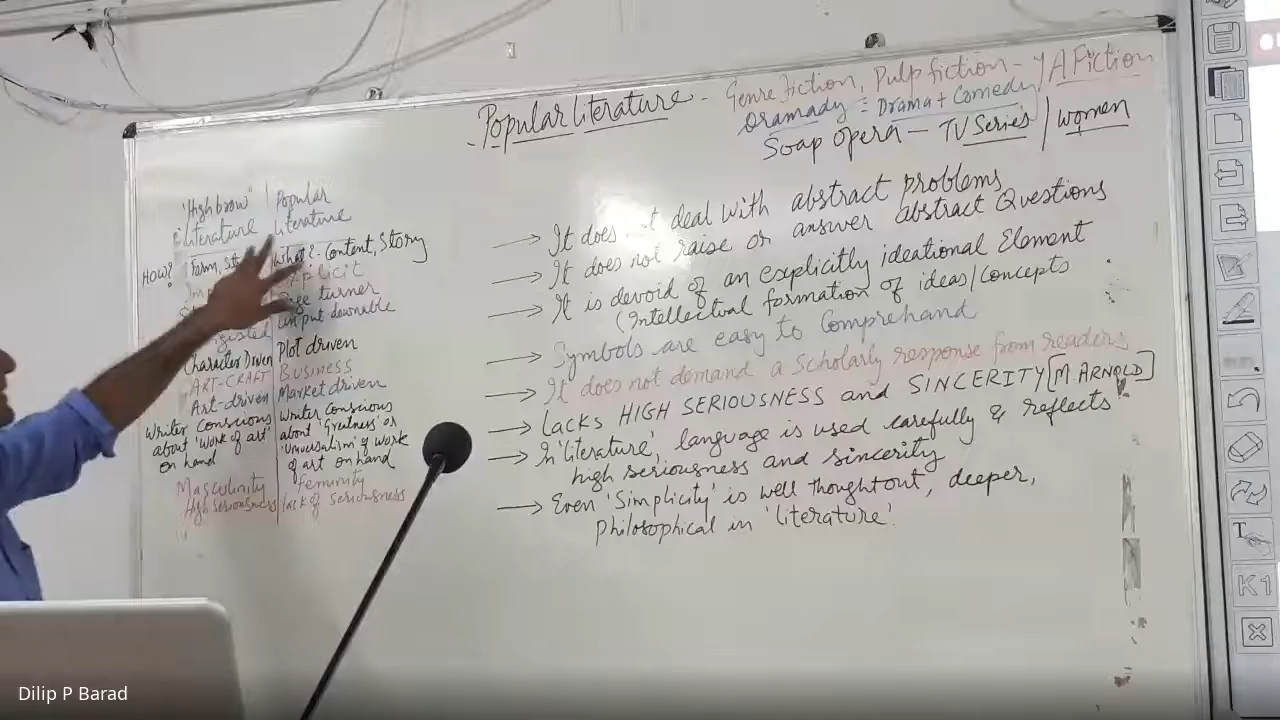 Popular Literature - Genre Fiction, Pulp fiction - YA Fiction
Dramady = Drama + Comedy
Soap Opera - TV Series / Women
'Highbrow' | Popular
Literature | Literature
How? Form, | What? - Content, Story
Page turner
unputdownable
Character Driven | Plot driven
ART-CRAFT | BUSINESS
Art-driven | Market driven
Writer conscious | Writer conscious
about 'work of art' | about 'Greatness' or
on hand | 'Universalism' of work
of art on hand
Masculinity | Feminity
High seriousness | lack of seriousness
→ It does deal with abstract problems
→ It does not raise or answer abstract Questions
→ It is devoid of an explicitly ideational Element
(Intellectual formation of ideas/concepts
→ Symbols are easy to comprehend
→ It does not demand a Scholarly response from readers
→ Lacks HIGH SERIOUSNESS and SINCERITY [M. ARNOLD]
→ In 'literature', language is used carefully & reflects
high seriousness and sincerity
→ Even 'Simplicity' is well thoughtout, deeper,
Philosophical in 'literature'.
K1
Dilip P Barad